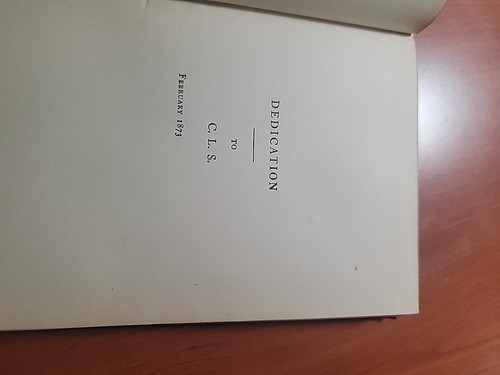 DEDICATION
TO
C. L. S.
FEBRUARY 1873